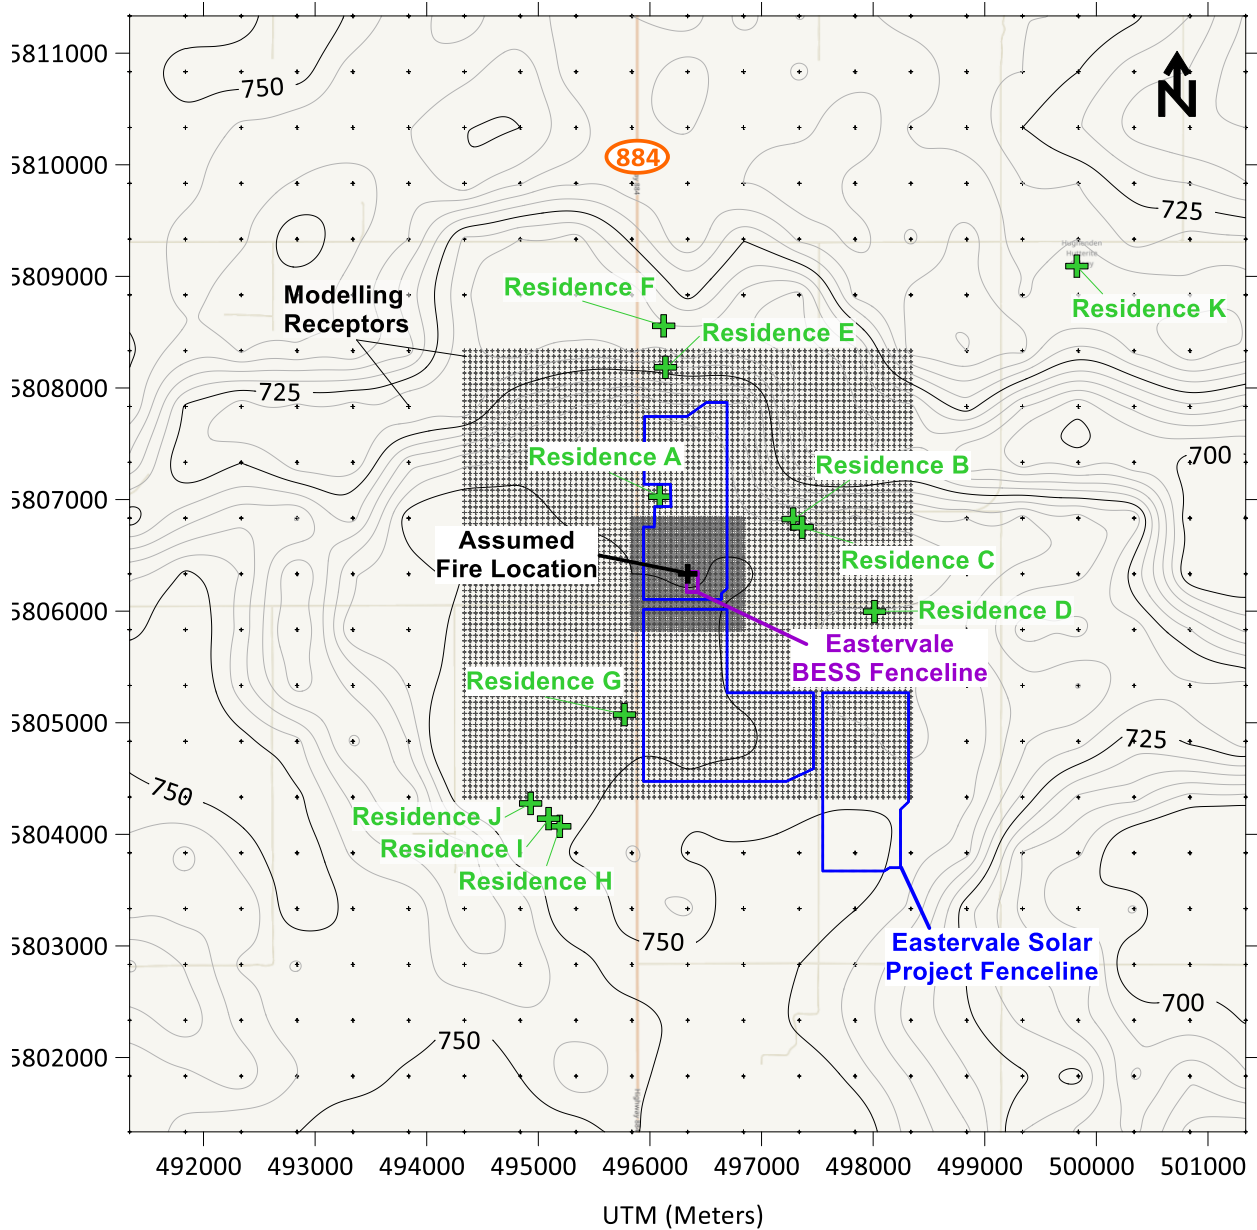 5811000
750
N
884
5810000
725
5809000
Residence F
Modelling
Receptors
Residence K
Residence E
5808000
725
Residence A
Residence B
700
5807000
Assumed
Fire Location
Residence C
5806000
Residence D
Eastervale
BESS Fenceline
Residence G
5805000
725
750
Residence J
5804000
Residence I
Residence H
5803000
750
Eastervale Solar
Project Fenceline
700
5802000
750
Highway 884
492000 493000 494000 495000 496000 497000 498000 499000 500000 501000
UTM (Meters)